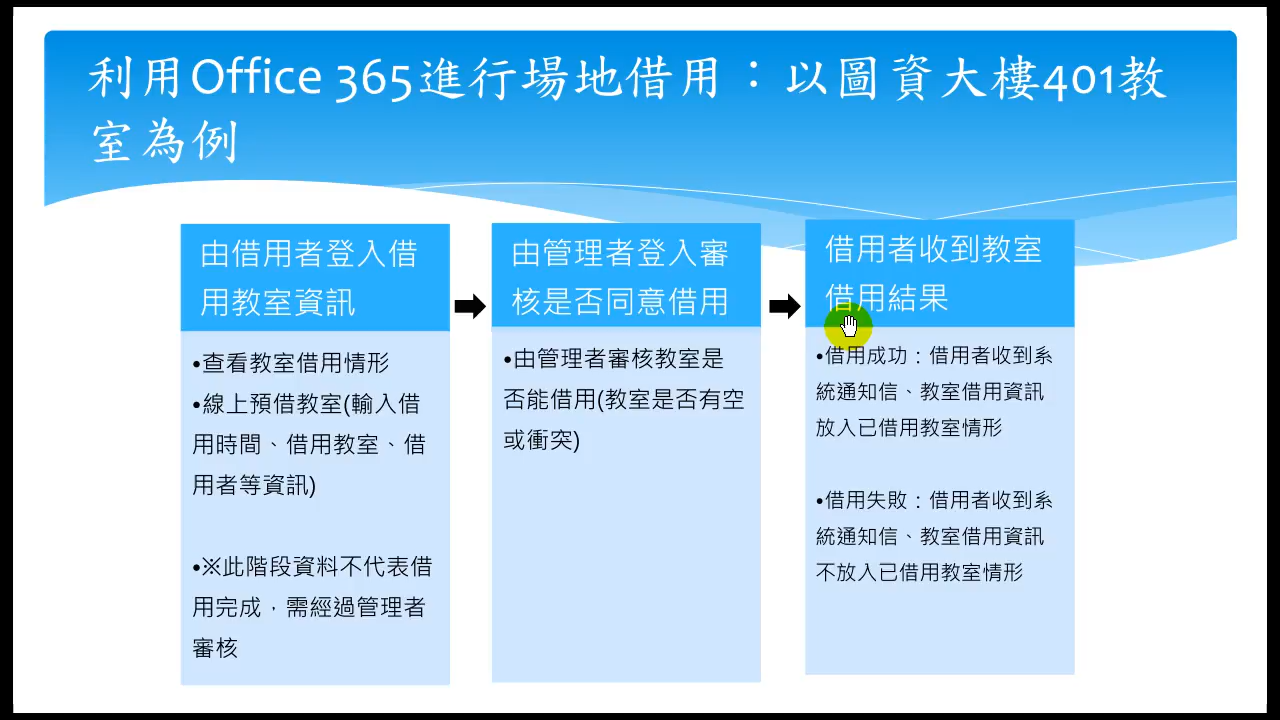 利用Office 365進行場地借用：以圖資大樓401教
室為例
由借用者登入借
用教室資訊
•查看教室借用情形
•線上預借教室(輸入借
用時間、借用教室、借
用者等資訊)
•※此階段資料不代表借
用完成，需經過管理者
審核
由管理者登入審
核是否同意借用
•由管理者審核教室是
否能借用(教室是否有空
或衝突)
借用者收到教室
借用結果
•借用成功：借用者收到系
統通知信、教室借用資訊
放入已借用教室情形
•借用失敗：借用者收到系
統通知信、教室借用資訊
不放入已借用教室情形